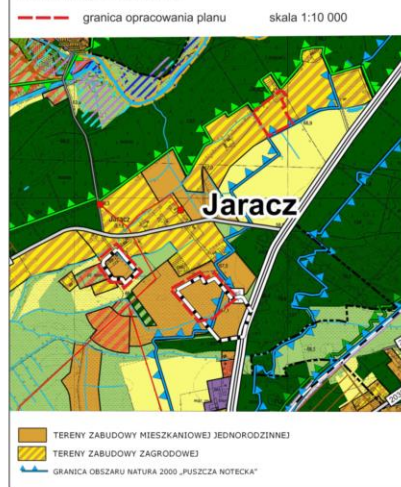 granica opracowania planu skala 1:10 000
Jaracz
Jaracz
TERENY ZABUDOWY MIESZKANIOWEJ JEDNORODZINNEJ
TERENY ZABUDOWY ZAGRODOWEJ
GRANICA OBSZARU NATURA 2000 „PUSZCZA NOTECKA"